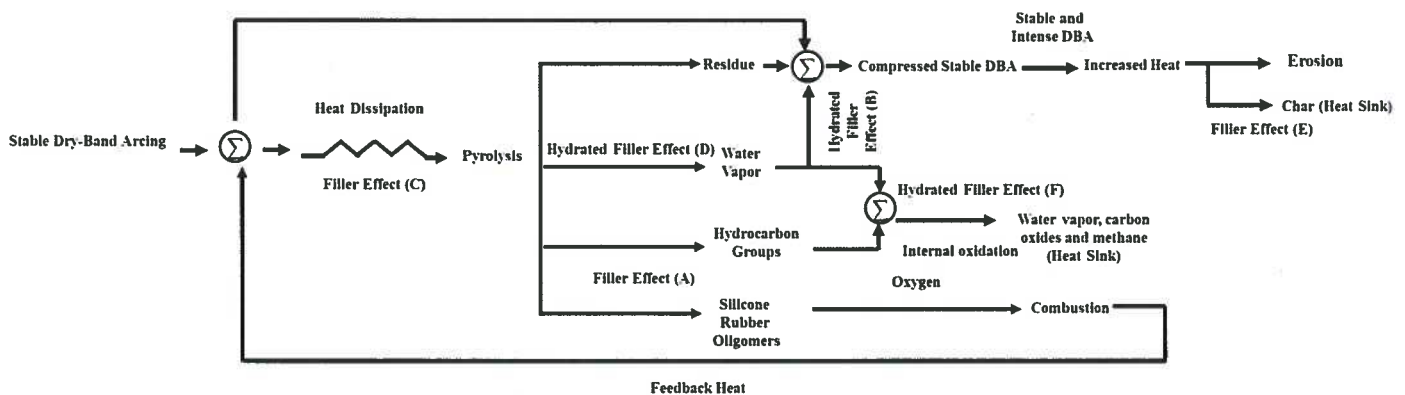 Stable and
Intense DBA
Residue
Σ
Compressed Stable DBA
Increased Heat
Erosion
Char (Heat Sink)
Filler Effect (E)
Heat Dissipation
Stable Dry-Band Arcing
Σ
Filler Effect (C)
Pyrolysis
Hydrated Filler Effect (D)
Water
Vapor
Hydrated
Filler
Effect (B)
Hydrated Filler Effect (F)
Σ
Water vapor, carbon
oxides and methane
(Heat Sink)
Internal oxidation
Hydrocarbon
Groups
Filler Effect (A)
Oxygen
Silicone
Rubber
Oligomers
Combustion
Feedback Heat